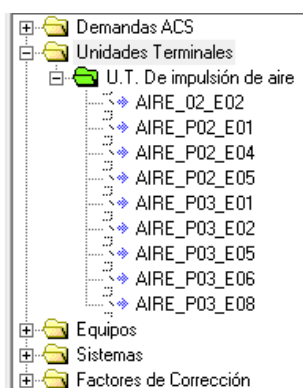 Demandas ACS
Unidades Terminales
U.T. De impulsión de aire
AIRE_02_E02
AIRE_P02_E01
AIRE_P02_E04
AIRE_P02_E05
AIRE_P03_E01
AIRE_P03_E02
AIRE_P03_E05
AIRE_P03_E06
AIRE_P03_E08
Equipos
Sistemas
Factores de Corrección